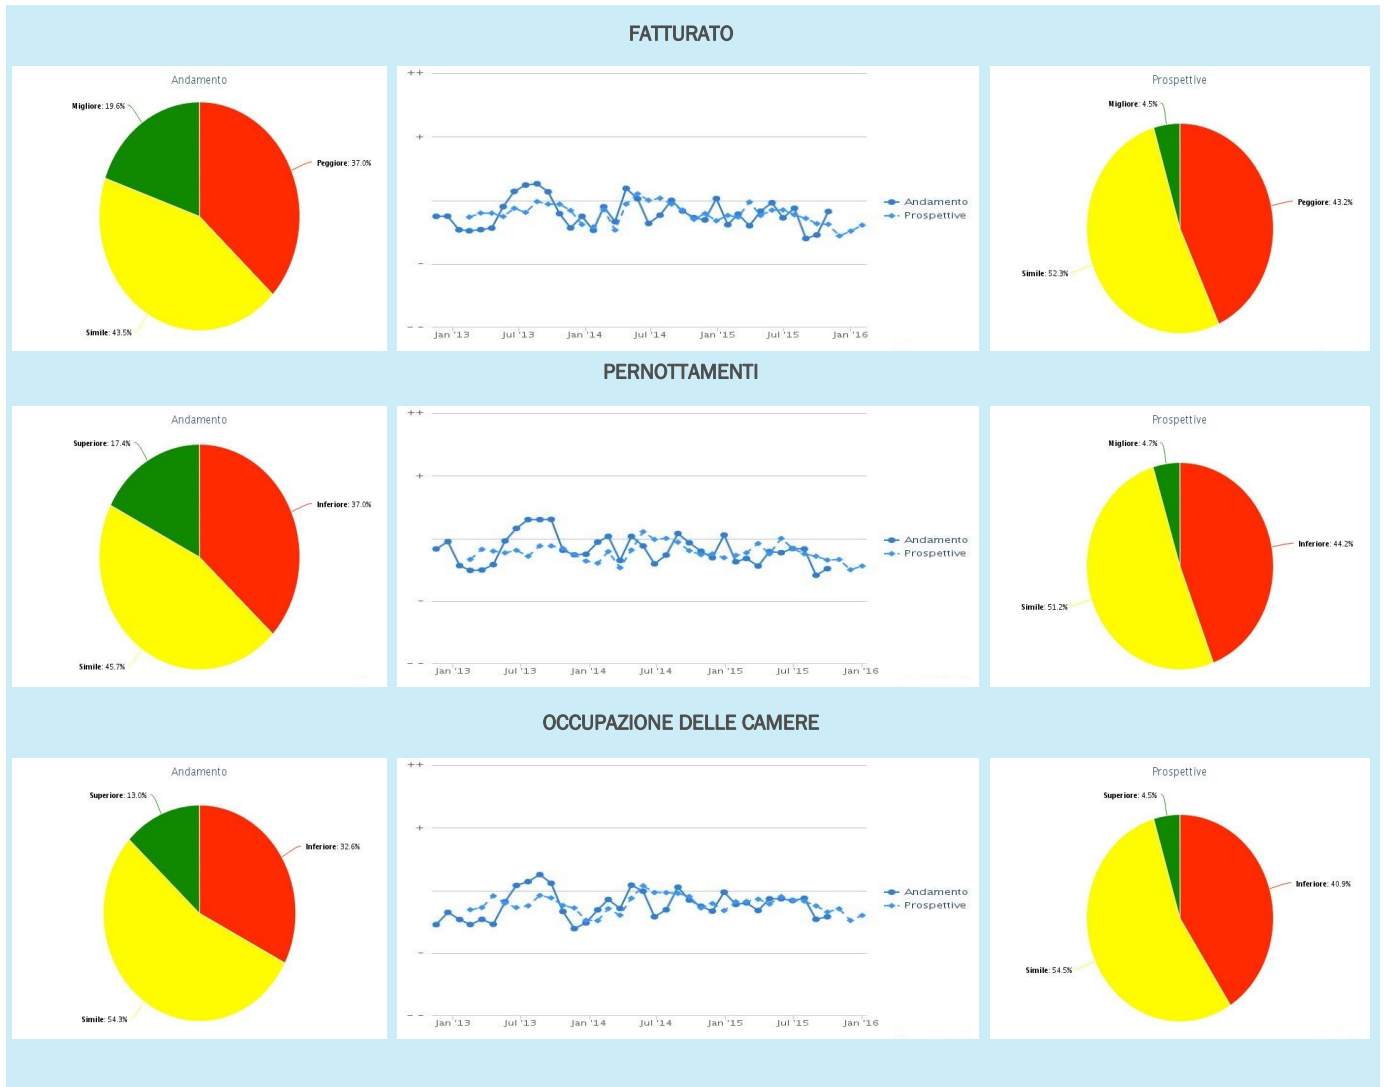 FATTURATO
Andamento
Migliore: 19.6%
Peggiore: 37.0%
Simile: 43.5%
++
+
–
– –
Jan '13 Jul '13 Jan '14 Jul '14 Jan '15 Jul '15 Jan '16
Andamento
Prospettive
Prospettive
Migliore: 4.5%
Peggiore: 43.2%
Simile: 52.3%
PERNOTTAMENTI
Andamento
Superiore: 17.4%
Inferiore: 37.0%
Simile: 45.7%
++
+
–
– –
Jan '13 Jul '13 Jan '14 Jul '14 Jan '15 Jul '15 Jan '16
Andamento
Prospettive
Prospettive
Migliore: 4.7%
Inferiore: 44.2%
Simile: 51.2%
OCCUPAZIONE DELLE CAMERE
Andamento
Superiore: 13.0%
Inferiore: 32.6%
Simile: 54.3%
++
+
–
– –
Jan '13 Jul '13 Jan '14 Jul '14 Jan '15 Jul '15 Jan '16
Andamento
Prospettive
Prospettive
Superiore: 4.5%
Inferiore: 40.9%
Simile: 54.5%